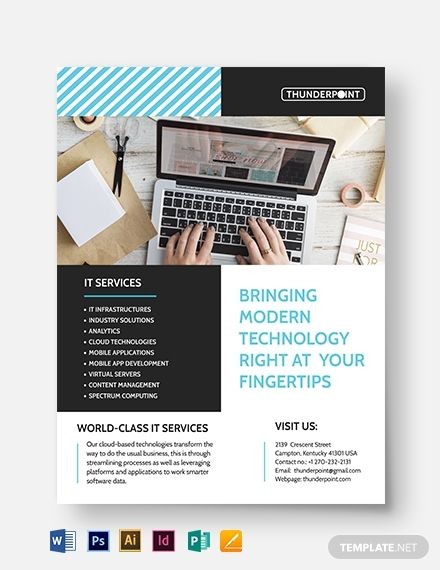 THUNDERPOINT
JUST
FOR
IT SERVICES
• IT INFRASTRUCTURES
• INDUSTRY SOLUTIONS
• ANALYTICS
• CLOUD TECHNOLOGIES
• MOBILE APPLICATIONS
• MOBILE APP DEVELOPMENT
• VIRTUAL SERVERS
• CONTENT MANAGEMENT
• SPECTRUM COMPUTING
BRINGING
MODERN
TECHNOLOGY
RIGHT AT YOUR
FINGERTIPS
WORLD-CLASS IT SERVICES
Our cloud-based technologies transform the
way to do the usual business, this is through
streamlining processes as well as leveraging
platforms and applications to work smarter
software data.
VISIT US:
2139 Crescent Street
Campton, Kentucky 41301 USA
Contact no.: +1 270-232-2131
Email: thunderpoint@gmail.com
Webpage: thunderpoint.com
W Ps Ai Id P
TEMPLATE.NET